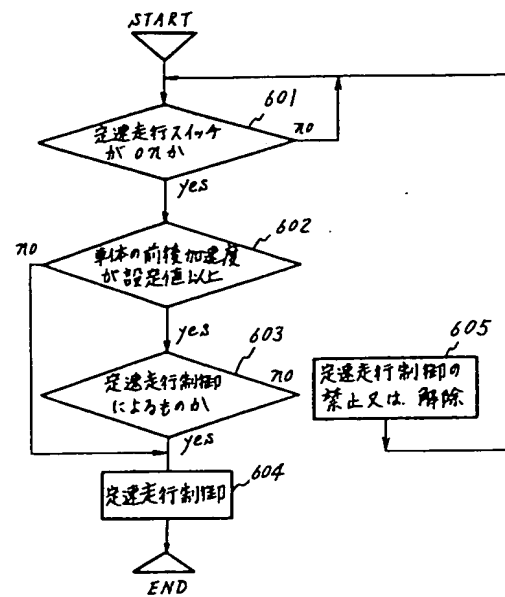 START
601
定速走行スイッチ
がonか
no
yes
602
no
車体の前後加速度
が設定値以上
yes
603
605
定速走行制御
によるものか
no
定速走行制御の
禁止又は解除
yes
604
定速走行制御
END